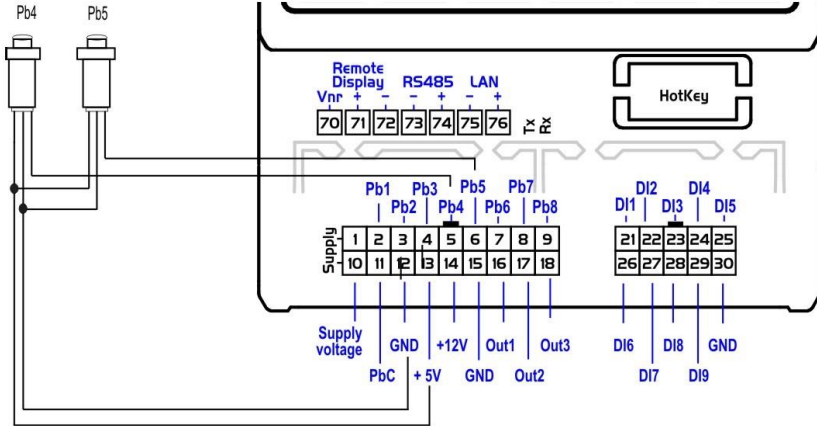 Pb4 Pb5
Remote
Display RS485 LAN
Vnr + − − + − +
70 71 72 73 74 75 76 Tx Rx
HotKey
Pb1 Pb3 Pb5 Pb7
Pb2 Pb4 Pb6 Pb8
DI2 DI4
DI1 DI3 DI5
Supply
1 2 3 4 5 6 7 8 9
10 11 12 13 14 15 16 17 18
21 22 23 24 25
26 27 28 29 30
Supply
voltage
GND +12V Out1 Out3
PbC + 5V GND Out2
DI6 DI8 GND
DI7 DI9